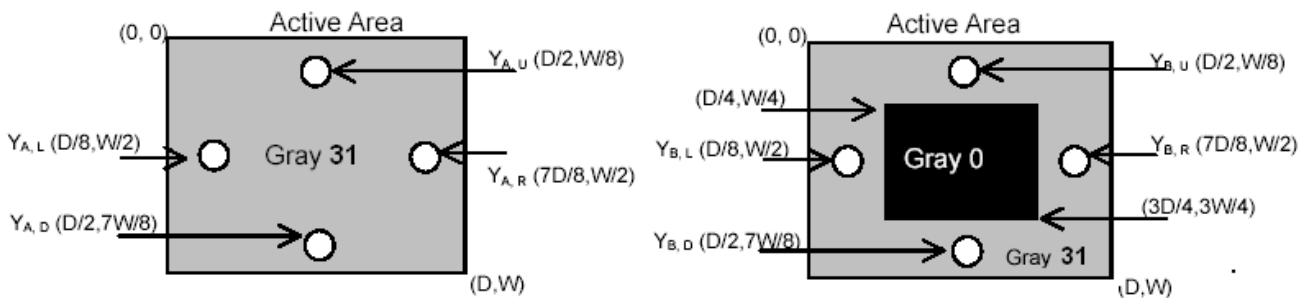 Active Area
(0, 0)
Y_A, U (D/2,W/8)
Y_A, L (D/8,W/2)
Gray 31
Y_A, R (7D/8,W/2)
Y_A, D (D/2,7W/8)
(D,W)
Active Area
(0, 0)
Y_B, U (D/2,W/8)
(D/4,W/4)
Y_B, L (D/8,W/2)
Gray 0
Y_B, R (7D/8,W/2)
(3D/4,3W/4)
Y_B, D (D/2,7W/8)
Gray 31
(D,W)